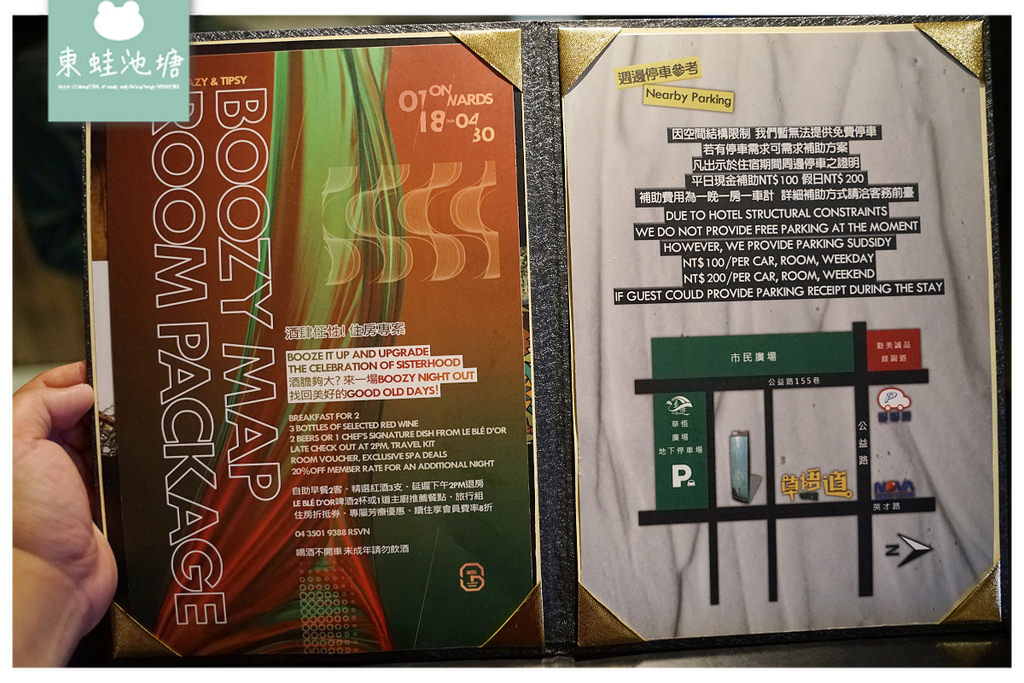 東蛙池塘
AZY & TIPSY
BOOZY MAP
ROOM PACKAGE
07 ON
WARDS
18>>04
30
酒肆任性! 住房專案
BOOZE IT UP AND UPGRADE
THE CELEBRATION OF SISTERHOOD
酒膽夠大? 來一場BOOZY NIGHT OUT
找回美好的GOOD OLD DAYS!
BREAKFAST FOR 2
3 BOTTLES OF SELECTED RED WINE
2 BEERS OR 1 CHEF'S SIGNATURE DISH FROM LE BLÉ D'OR
LATE CHECK OUT AT 2PM, TRAVEL KIT
ROOM VOUCHER, EXCLUSIVE SPA DEALS
20%OFF MEMBER RATE FOR AN ADDITIONAL NIGHT
自助早餐2客、精選紅酒3支、延遲下午2PM退房
LE BLÉ D'OR啤酒2杯或1道主廚推薦餐點、旅行組
住房折抵券、專屬芳療優惠、續住享會員費率8折
04 3501 9388 RSVN
喝酒不開車 未成年請勿飲酒
週邊停車參考
Nearby Parking
因空間結構限制 我們暫無法提供免費停車
若有停車需求可需求補助方案
凡出示於住宿期間周邊停車之證明
平日現金補助NT$100 假日NT$ 200
補助費用為一晚一房一車計 詳細補助方式請洽客務前臺
DUE TO HOTEL STRUCTURAL CONSTRAINTS
WE DO NOT PROVIDE FREE PARKING AT THE MOMENT
HOWEVER, WE PROVIDE PARKING SUDSIDY
NT$ 100/PER CAR, ROOM, WEEKDAY
NT$ 200/PER CAR, ROOM, WEEKEND
IF GUEST COULD PROVIDE PARKING RECEIPT DURING THE STAY
市民廣場
勤美誠品
綠園道
公益路155巷
草悟
廣場
地下停車場
P
公益路
草悟道
NOVA
英才路
N